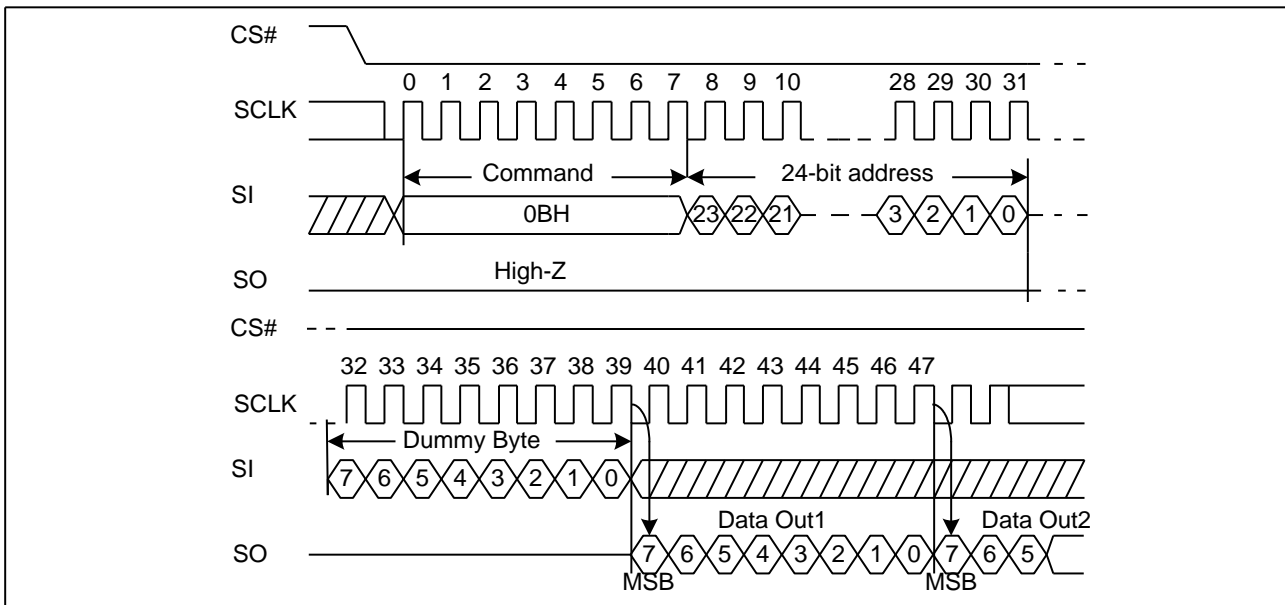 CS#
0 1 2 3 4 5 6 7 8 9 10 28 29 30 31
SCLK
Command 24-bit address
SI
0BH 23 22 21 3 2 1 0
High-Z
SO
CS#
32 33 34 35 36 37 38 39 40 41 42 43 44 45 46 47
SCLK
Dummy Byte
SI
7 6 5 4 3 2 1 0
Data Out1 Data Out2
SO
7 6 5 4 3 2 1 0 7 6 5
MSB MSB